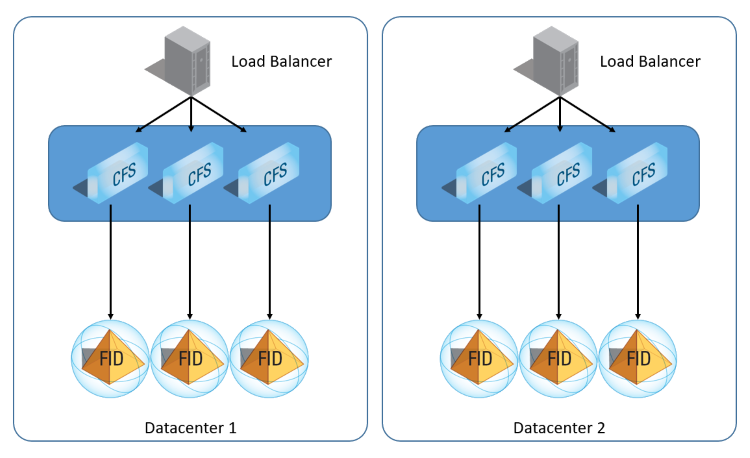 Load Balancer
Load Balancer
CFS CFS CFS
CFS CFS CFS
FID FID FID
FID FID FID
Datacenter 1
Datacenter 2